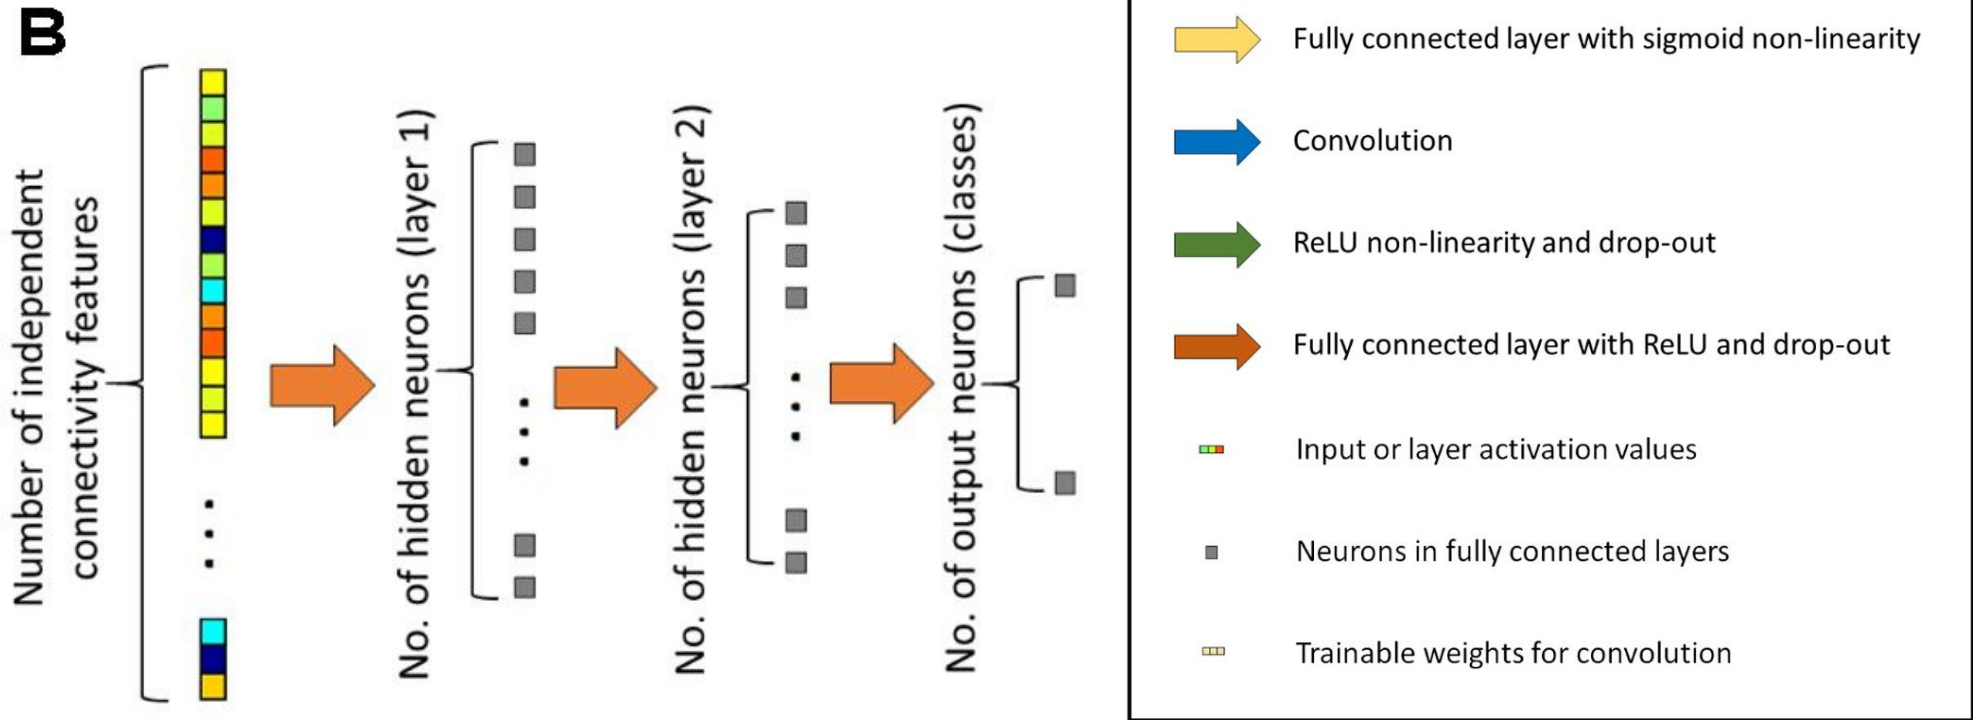 B
Number of independent
connectivity features
No. of hidden neurons (layer 1)
No. of hidden neurons (layer 2)
No. of output neurons (classes)
Fully connected layer with sigmoid non-linearity
Convolution
ReLU non-linearity and drop-out
Fully connected layer with ReLU and drop-out
Input or layer activation values
Neurons in fully connected layers
Trainable weights for convolution